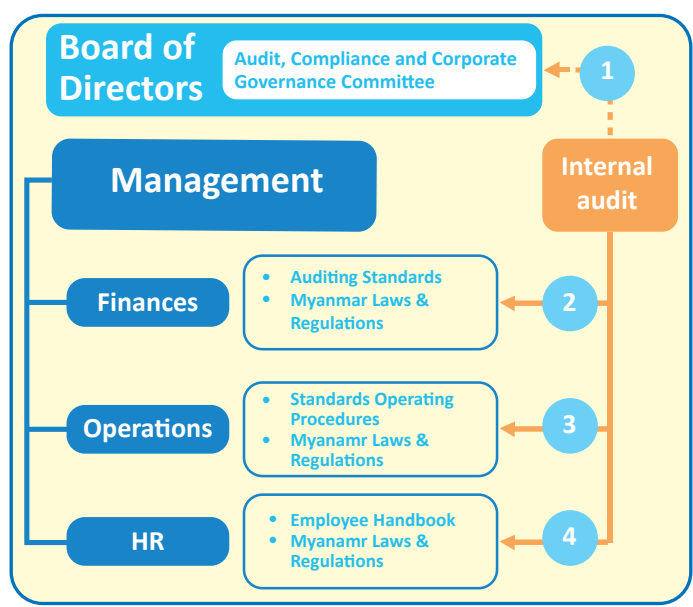 Board of
Directors
Audit, Compliance and Corporate
Governance Committee
1
Management
Internal
audit
Finances
• Auditing Standards
• Myanmar Laws &
Regulations
2
Operations
• Standards Operating
Procedures
• Myanamr Laws &
Regulations
3
HR
• Employee Handbook
• Myanamr Laws &
Regulations
4